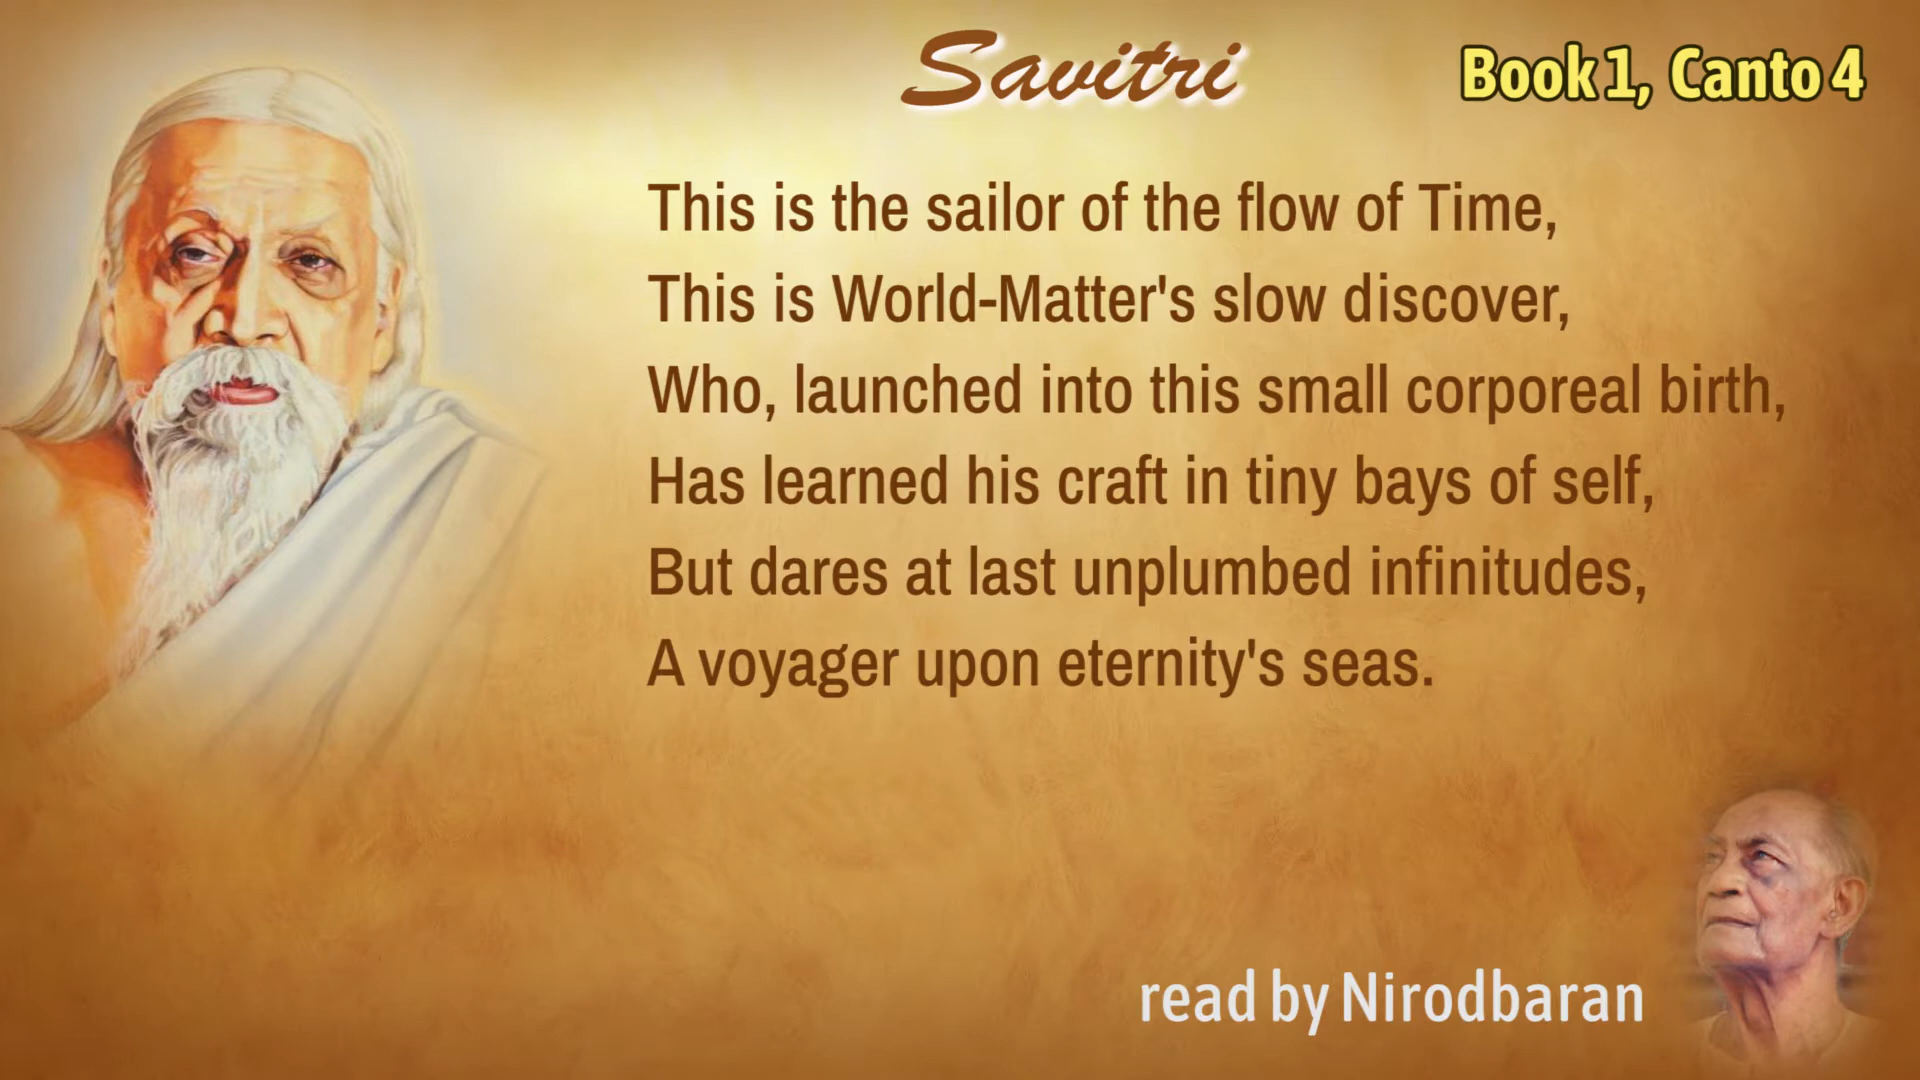 Savitri
Book 1, Canto 4
This is the sailor of the flow of Time,
This is World-Matter's slow discover,
Who, launched into this small corporeal birth,
Has learned his craft in tiny bays of self,
But dares at last unplumbed infinitudes,
A voyager upon eternity's seas.
read by Nirodbaran